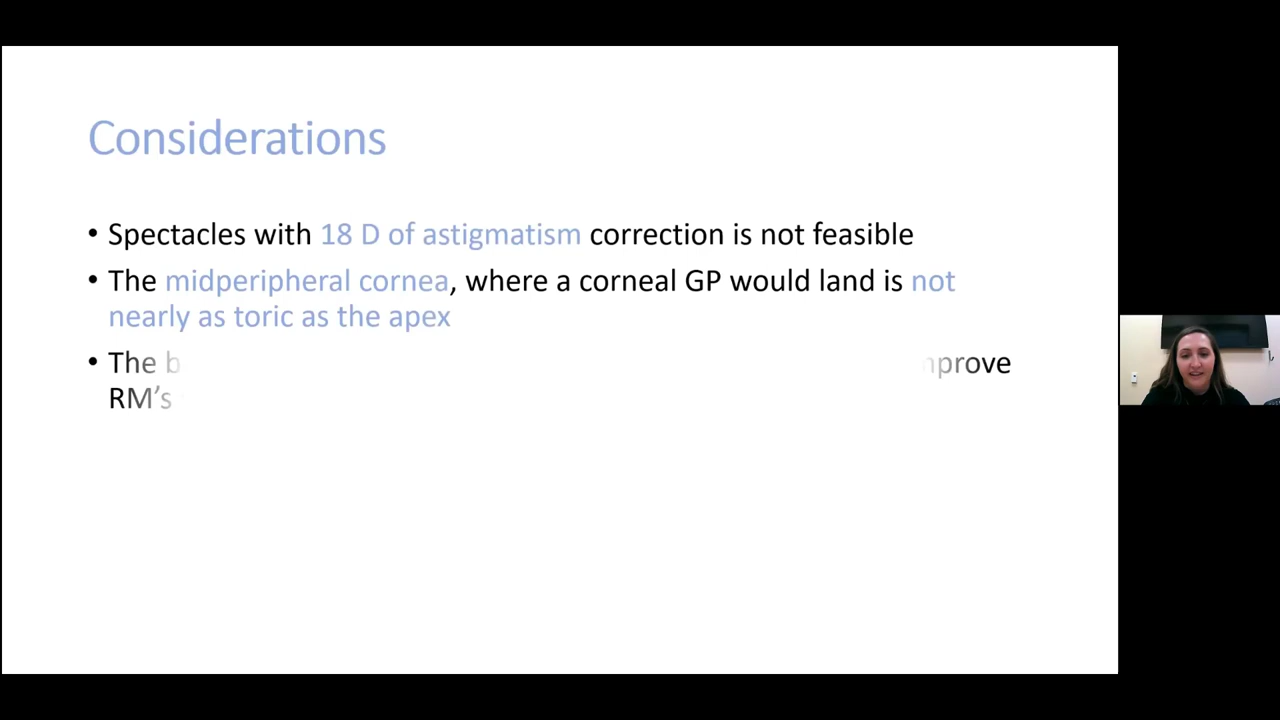 Considerations
• Spectacles with 18 D of astigmatism correction is not feasible
• The midperipheral cornea, where a corneal GP would land is not
nearly as toric as the apex
• The
RM's